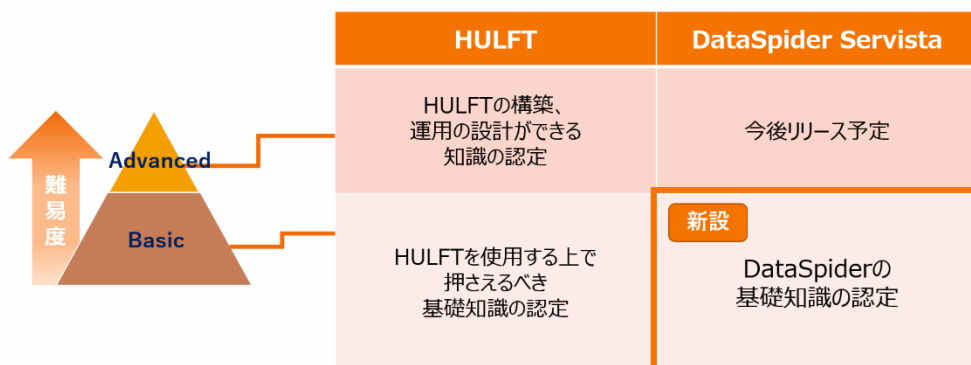 HULFT
DataSpider Servista
難易度
Advanced
HULFTの構築、
運用の設計ができる
知識の認定
今後リリース予定
Basic
HULFTを使用する上で
押さえるべき
基礎知識の認定
新設
DataSpiderの
基礎知識の認定